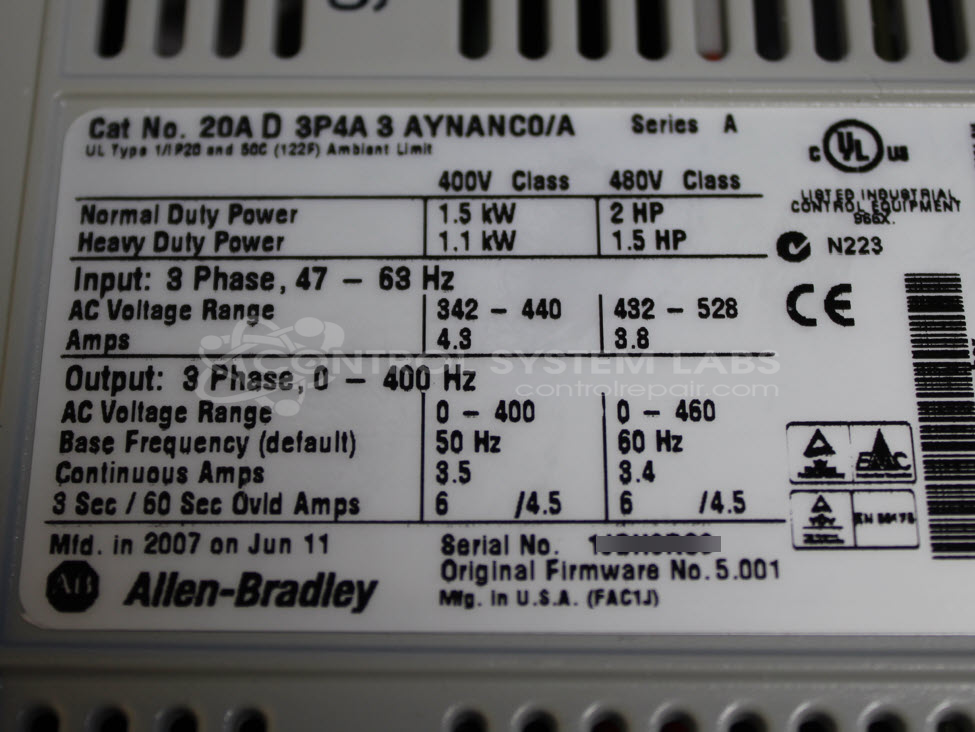 Cat No. 20A D 3P4A 3 AYNANC0/A Series A
UL Type 1/IP20 and 50C (122F) Ambient Limit
400V Class 480V Class
Normal Duty Power 1.5 kW 2 HP
Heavy Duty Power 1.1 kW 1.5 HP
Input: 3 Phase, 47 - 63 Hz
AC Voltage Range 342 - 440 432 - 528
Amps 4.3 3.8
Output: 3 Phase, 0 - 400 Hz
AC Voltage Range 0 - 400 0 - 460
Base Frequency (default) 50 Hz 60 Hz
Continuous Amps 3.5 3.4
3 Sec / 60 Sec Ovld Amps 6 /4.5 6 /4.5
Mfd. in 2007 on Jun 11
Serial No.
Original Firmware No. 5.001
Mfg. in U.S.A. (FAC1J)
AB Allen-Bradley
C UL US
LISTED INDUSTRIAL
CONTROL EQUIPMENT
966X.
N223
CE
CONTROL SYSTEM LABS
controlrepair.com